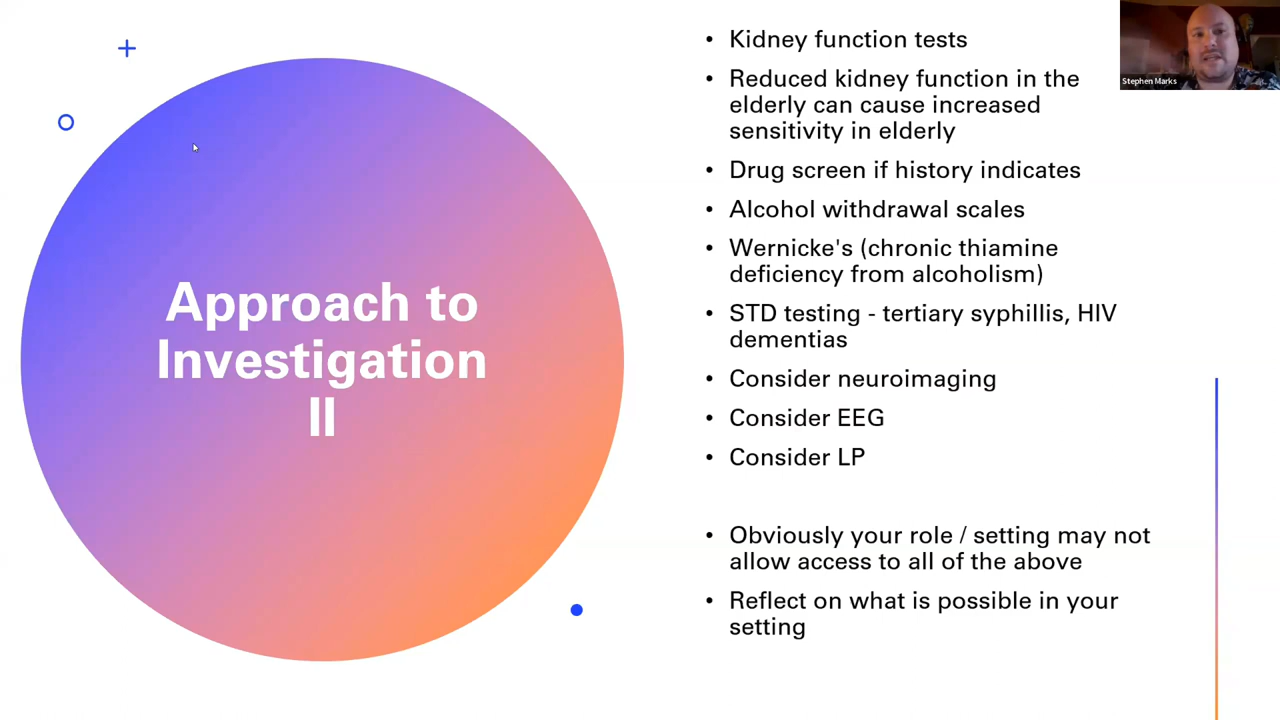 Approach to
Investigation
II
• Kidney function tests
• Reduced kidney function in the
elderly can cause increased
sensitivity in elderly
• Drug screen if history indicates
• Alcohol withdrawal scales
• Wernicke's (chronic thiamine
deficiency from alcoholism)
• STD testing - tertiary syphillis, HIV
dementias
• Consider neuroimaging
• Consider EEG
• Consider LP
• Obviously your role / setting may not
allow access to all of the above
• Reflect on what is possible in your
setting
Stephen Marks